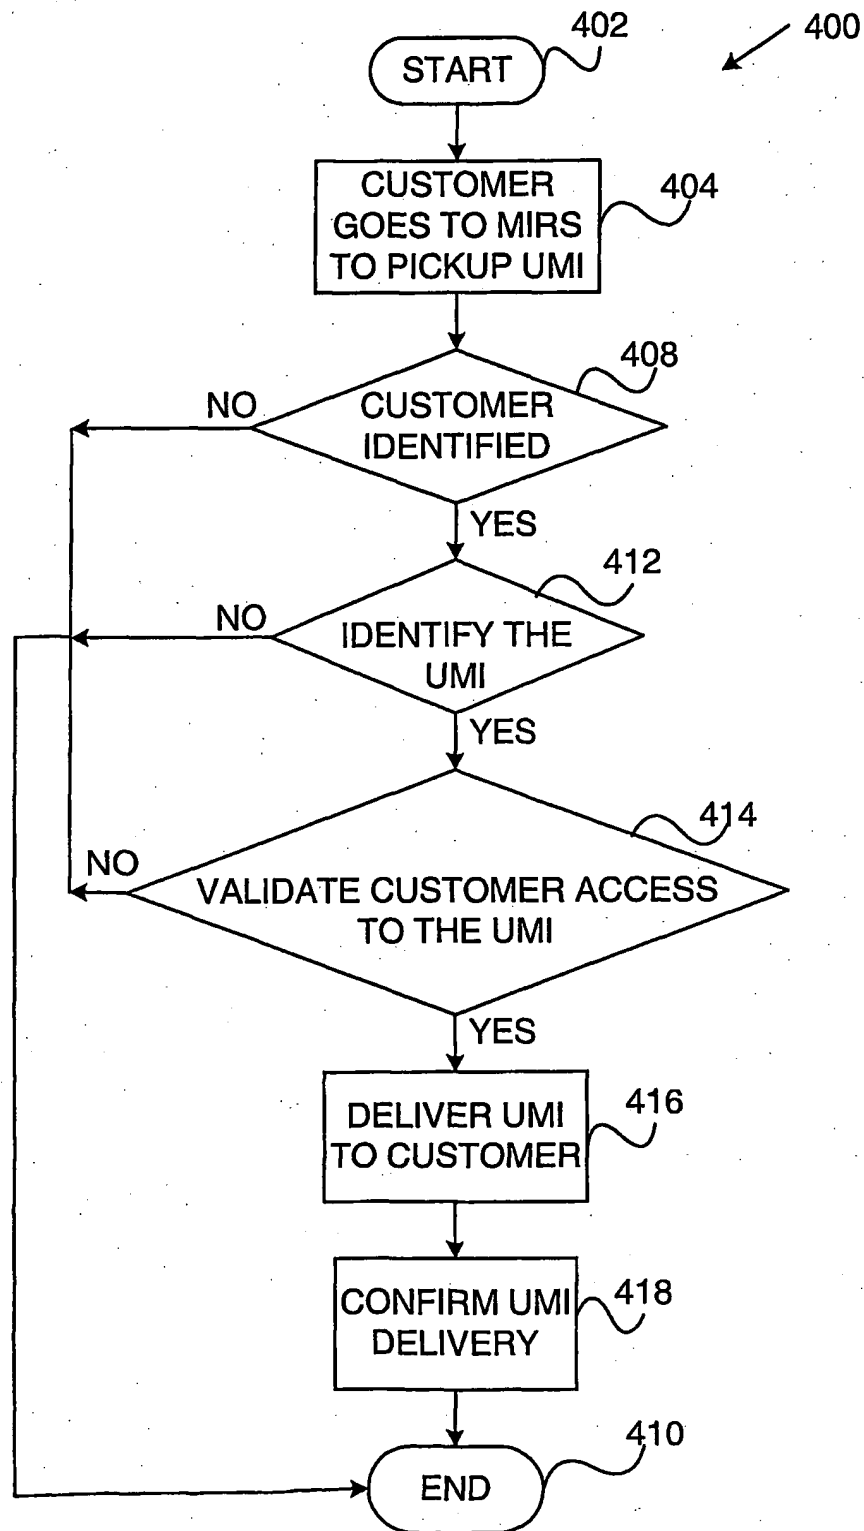 402
400
START
CUSTOMER
GOES TO MIRS
TO PICKUP UMI
404
408
NO
CUSTOMER
IDENTIFIED
YES
412
NO
IDENTIFY THE
UMI
YES
414
NO
VALIDATE CUSTOMER ACCESS
TO THE UMI
YES
DELIVER UMI
TO CUSTOMER
416
CONFIRM UMI
DELIVERY
418
410
END